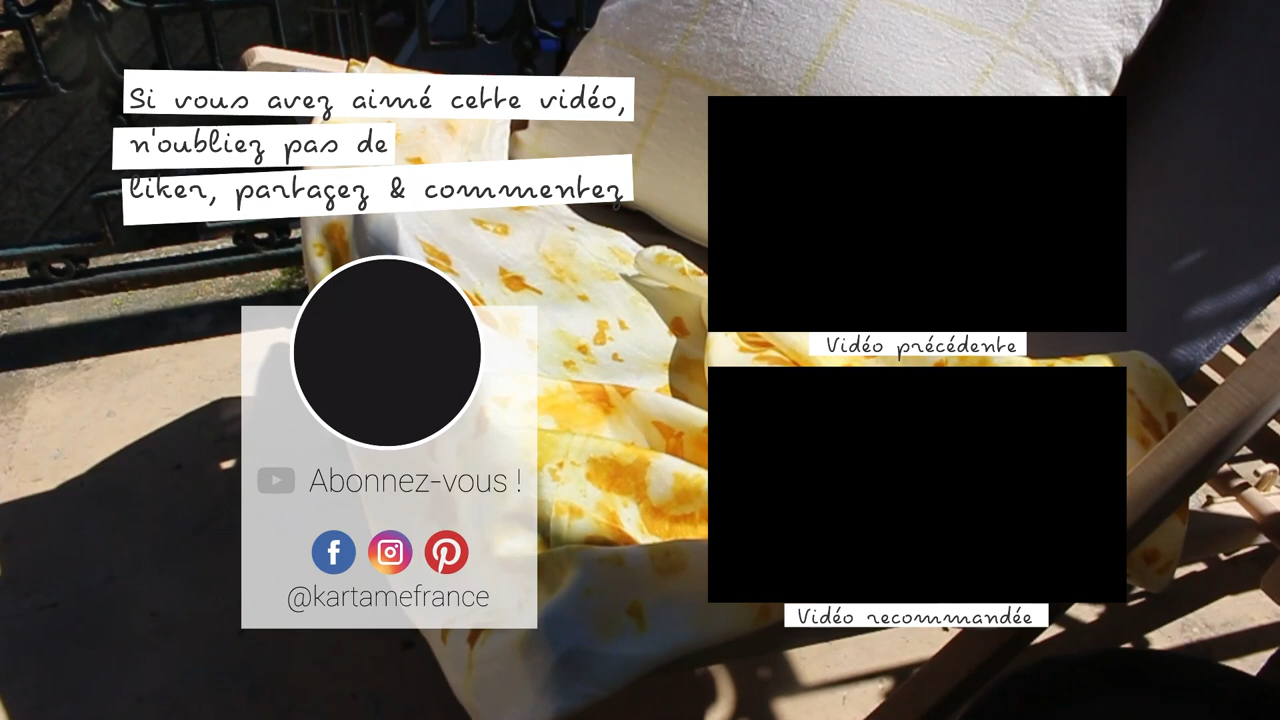 Si vous avez aimé cette vidéo,
n'oubliez pas de
liker, partagez & commentez
Abonnez-vous !
@kartamefrance
Vidéo précédente
Vidéo recommandée